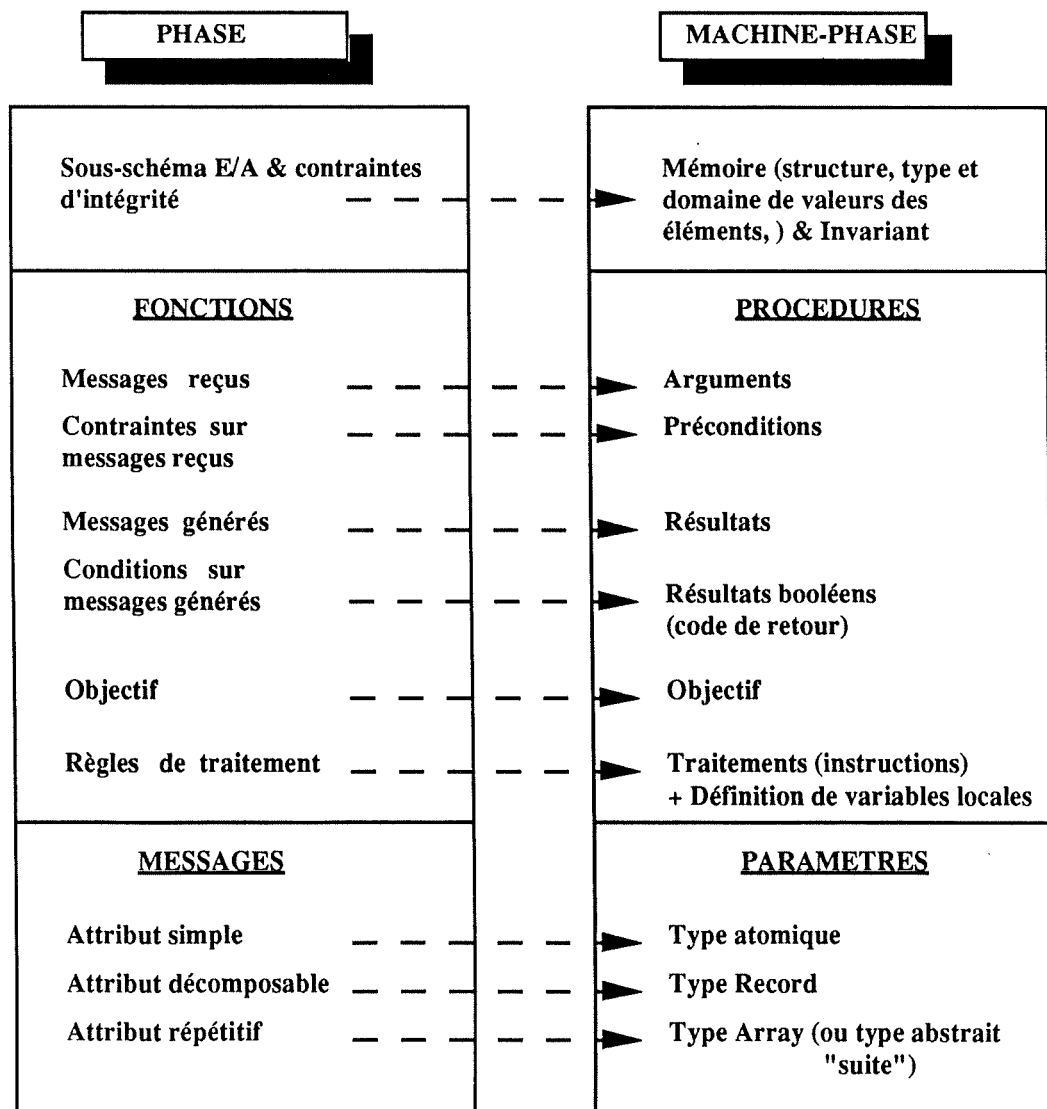 PHASE
MACHINE-PHASE
Sous-schéma E/A & contraintes
d'intégrité
Mémoire (structure, type et
domaine de valeurs des
éléments, ) & Invariant
FONCTIONS
PROCEDURES
Messages reçus
Arguments
Contraintes sur
messages reçus
Préconditions
Messages générés
Résultats
Conditions sur
messages générés
Résultats booléens
(code de retour)
Objectif
Objectif
Règles de traitement
Traitements (instructions)
+ Définition de variables locales
MESSAGES
PARAMETRES
Attribut simple
Type atomique
Attribut décomposable
Type Record
Attribut répétitif
Type Array (ou type abstrait
"suite")